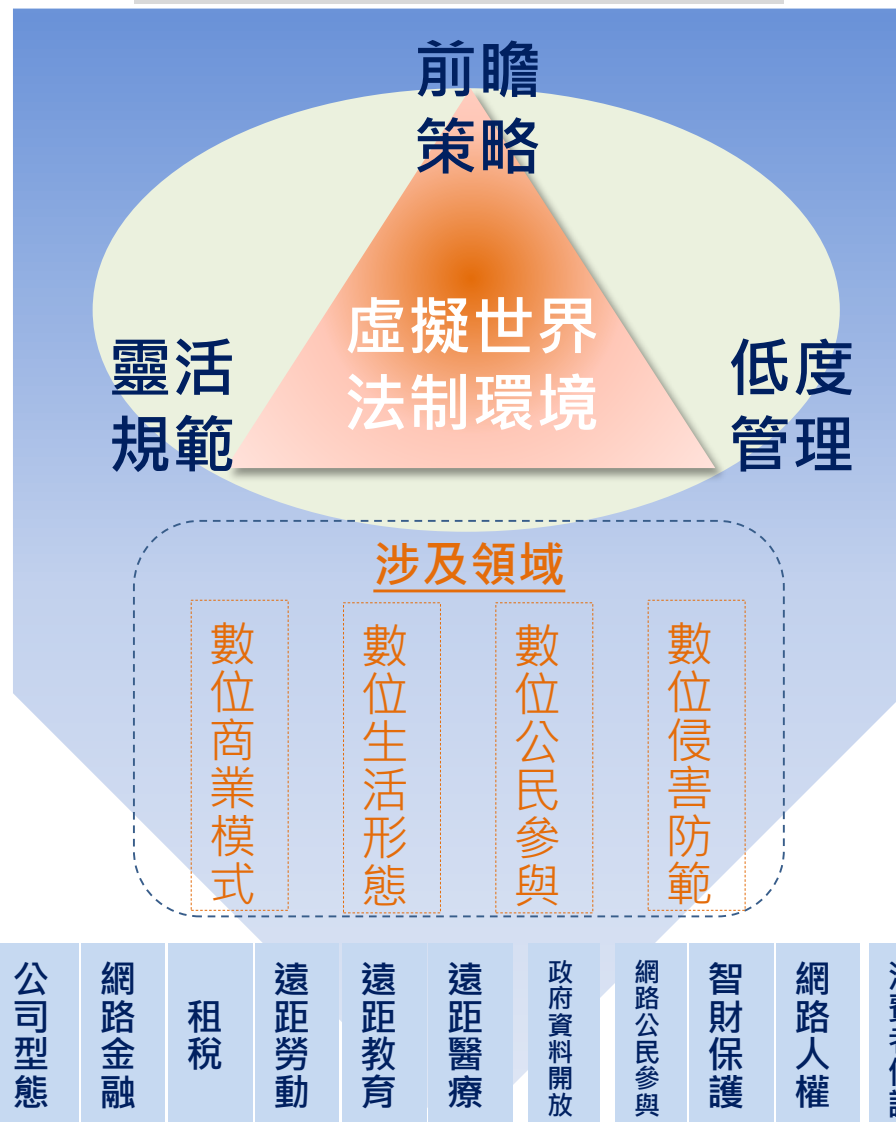 前瞻
策略
虛擬世界
法制環境
靈活
規範
低度
管理
涉及領域
數位商業模式
數位生活形態
數位公民參與
數位侵害防範
公司型態
網路金融
租稅
遠距勞動
遠距教育
遠距醫療
政府資料開放
網路公民參與
智財保護
網路人權